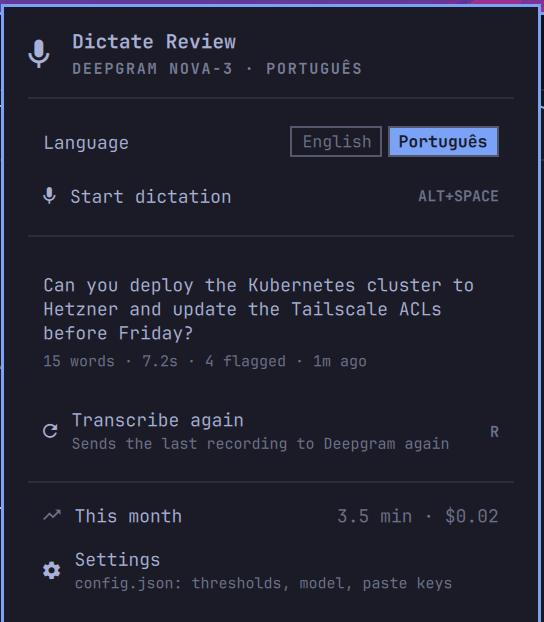 Dictate Review
DEEPGRAM NOVA-3 · PORTUGUÊS
Language
English
Português
Start dictation
ALT+SPACE
Can you deploy the Kubernetes cluster to
Hetzner and update the Tailscale ACLs
before Friday?
15 words · 7.2s · 4 flagged · 1m ago
Transcribe again
Sends the last recording to Deepgram again
R
This month
3.5 min · $0.02
Settings
config.json: thresholds, model, paste keys